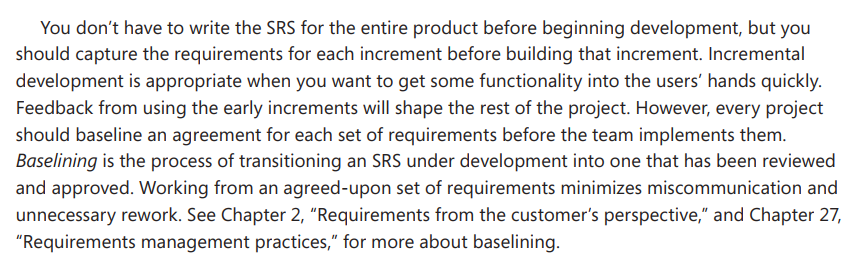 You don’t have to write the SRS for the entire product before beginning development, but you
should capture the requirements for each increment before building that increment. Incremental
development is appropriate when you want to get some functionality into the users’ hands quickly.
Feedback from using the early increments will shape the rest of the project. However, every project
should baseline an agreement for each set of requirements before the team implements them.
Baselining is the process of transitioning an SRS under development into one that has been reviewed
and approved. Working from an agreed-upon set of requirements minimizes miscommunication and
unnecessary rework. See Chapter 2, “Requirements from the customer’s perspective,” and Chapter 27,
“Requirements management practices,” for more about baselining.